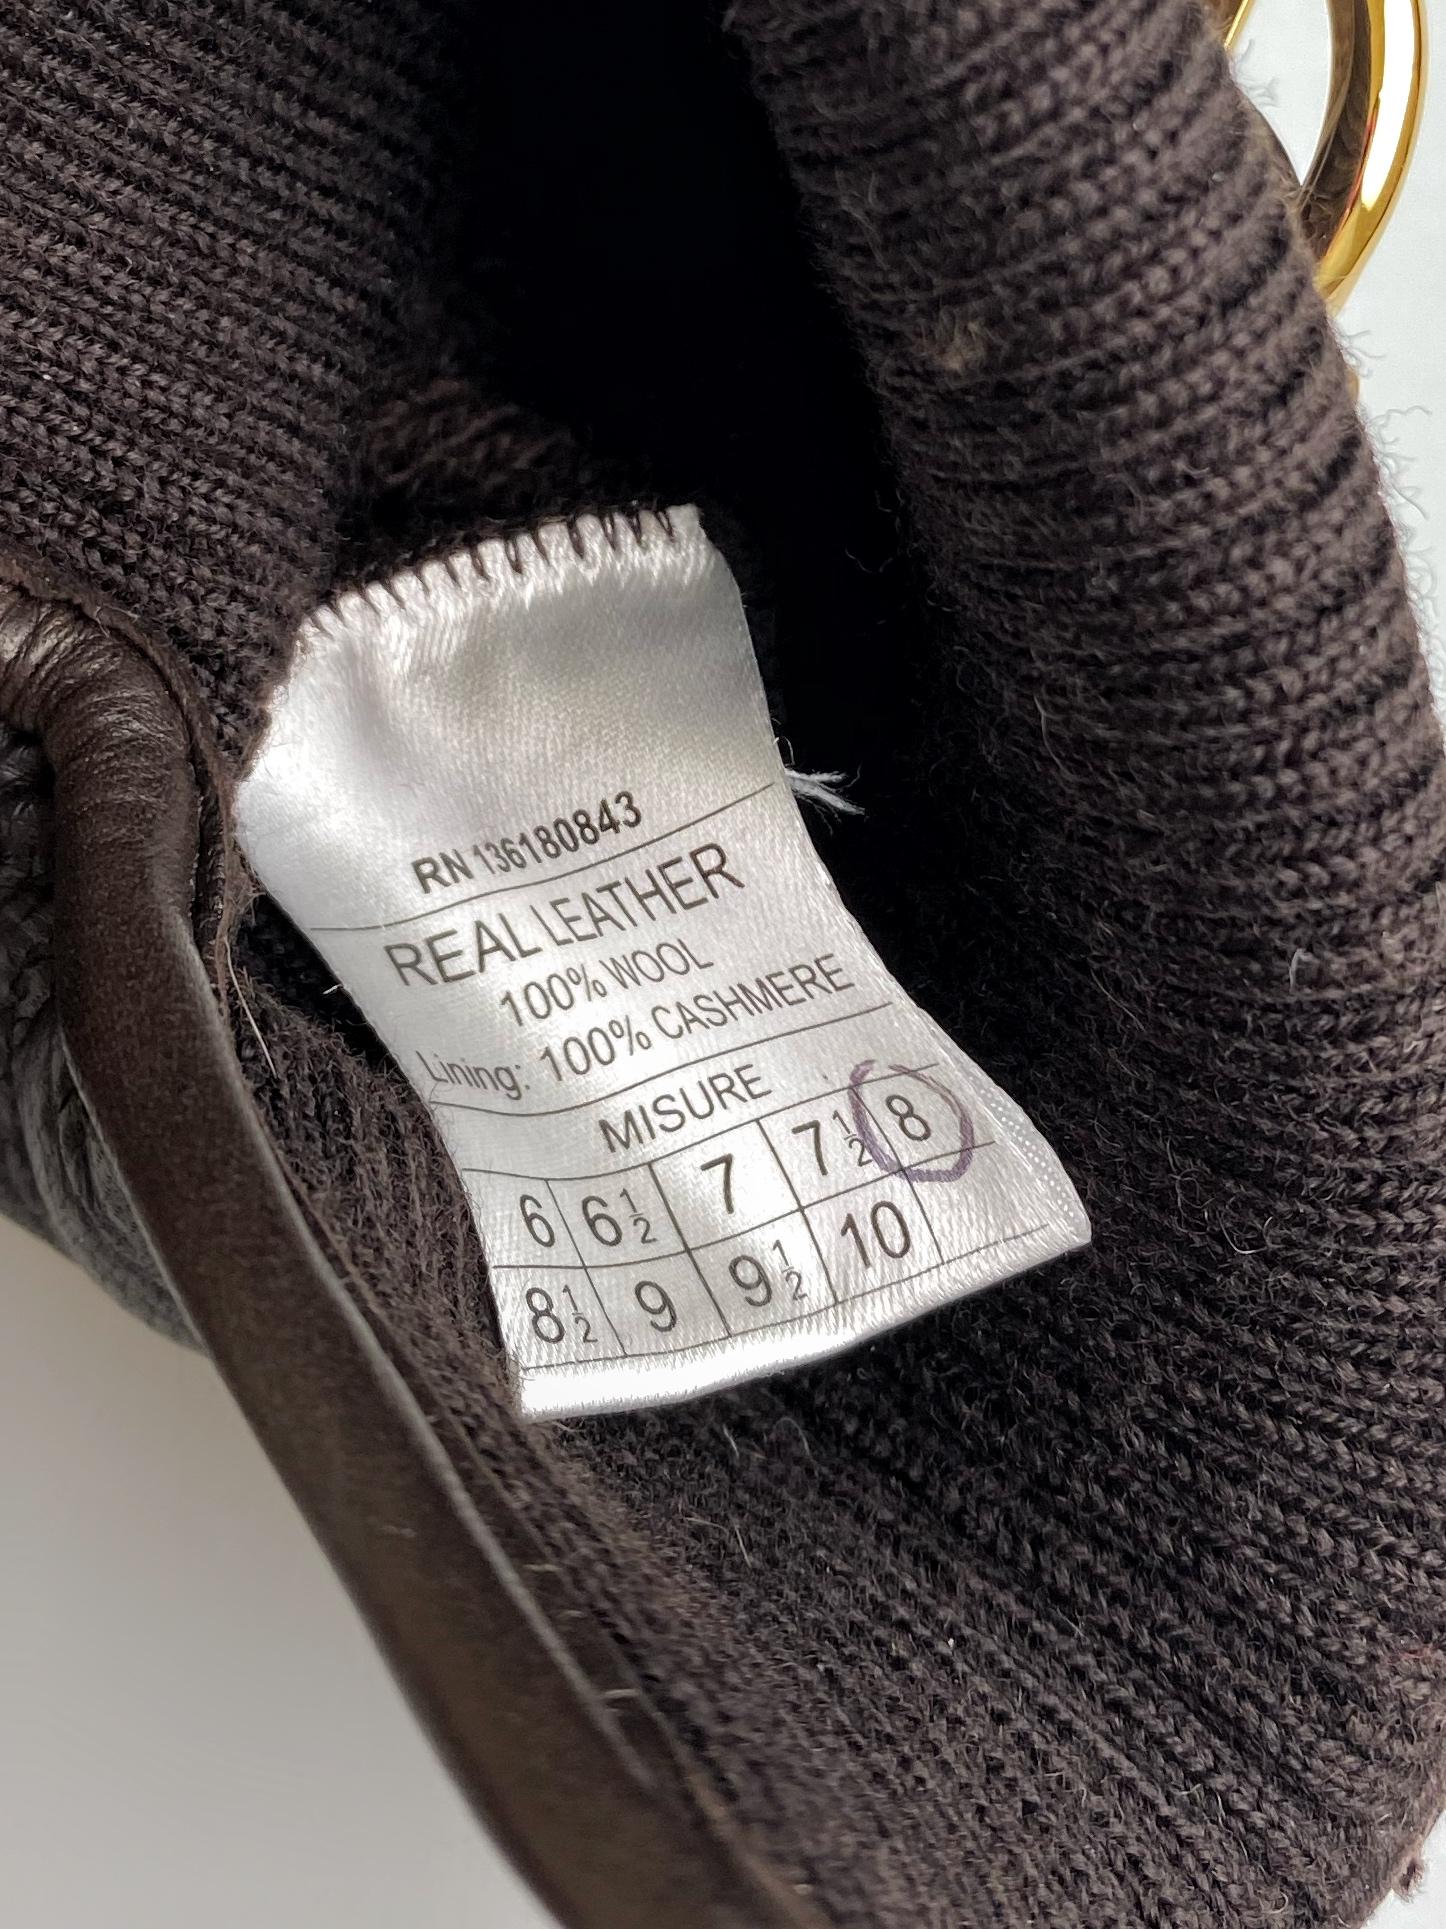 RN 136180843
REAL LEATHER
100% WOOL
Lining: 100% CASHMERE
MISURE
6 6½ 7 7½ 8
8½ 9 9½ 10